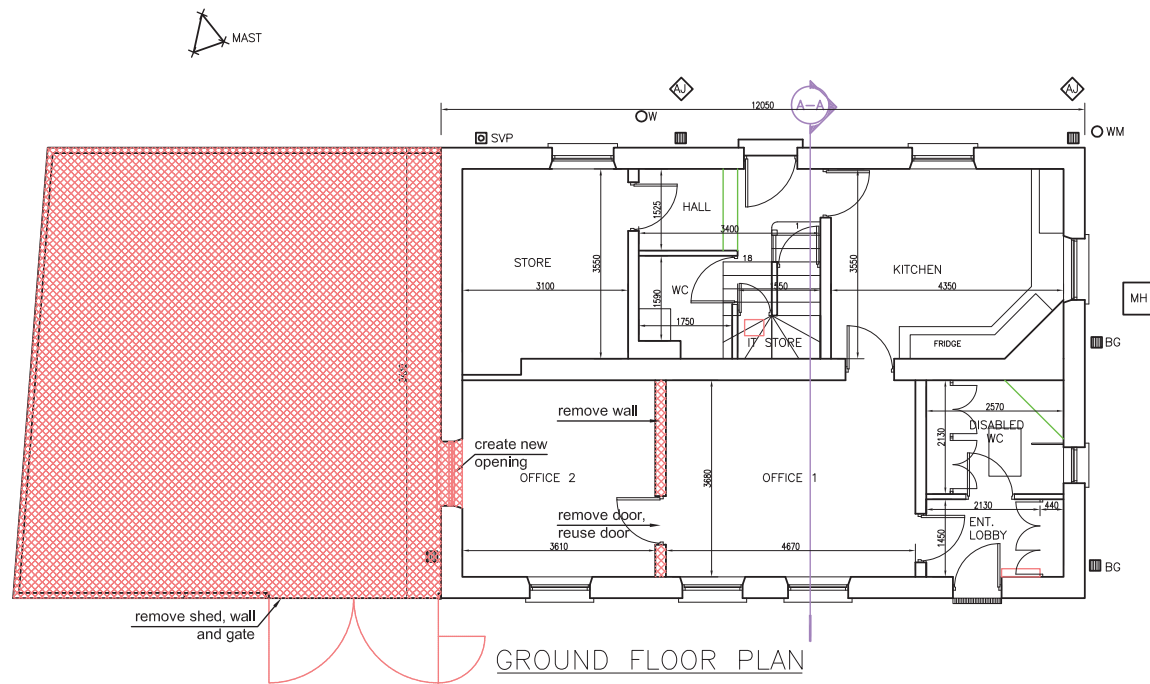 MAST
AJ
AJ
12050
A-A
W
SVP
WM
HALL
1525
3400
1
18
STORE
3550
3100
WC
1590
1750
1550
IT STORE
3550
KITCHEN
4350
FRIDGE
MH
BG
remove wall
create new
opening
OFFICE 2
remove door,
reuse door
3610
3680
OFFICE 1
4670
2570
2130
DISABLED
WC
2130
440
ENT.
LOBBY
1450
BG
remove shed, wall
and gate
GROUND FLOOR PLAN